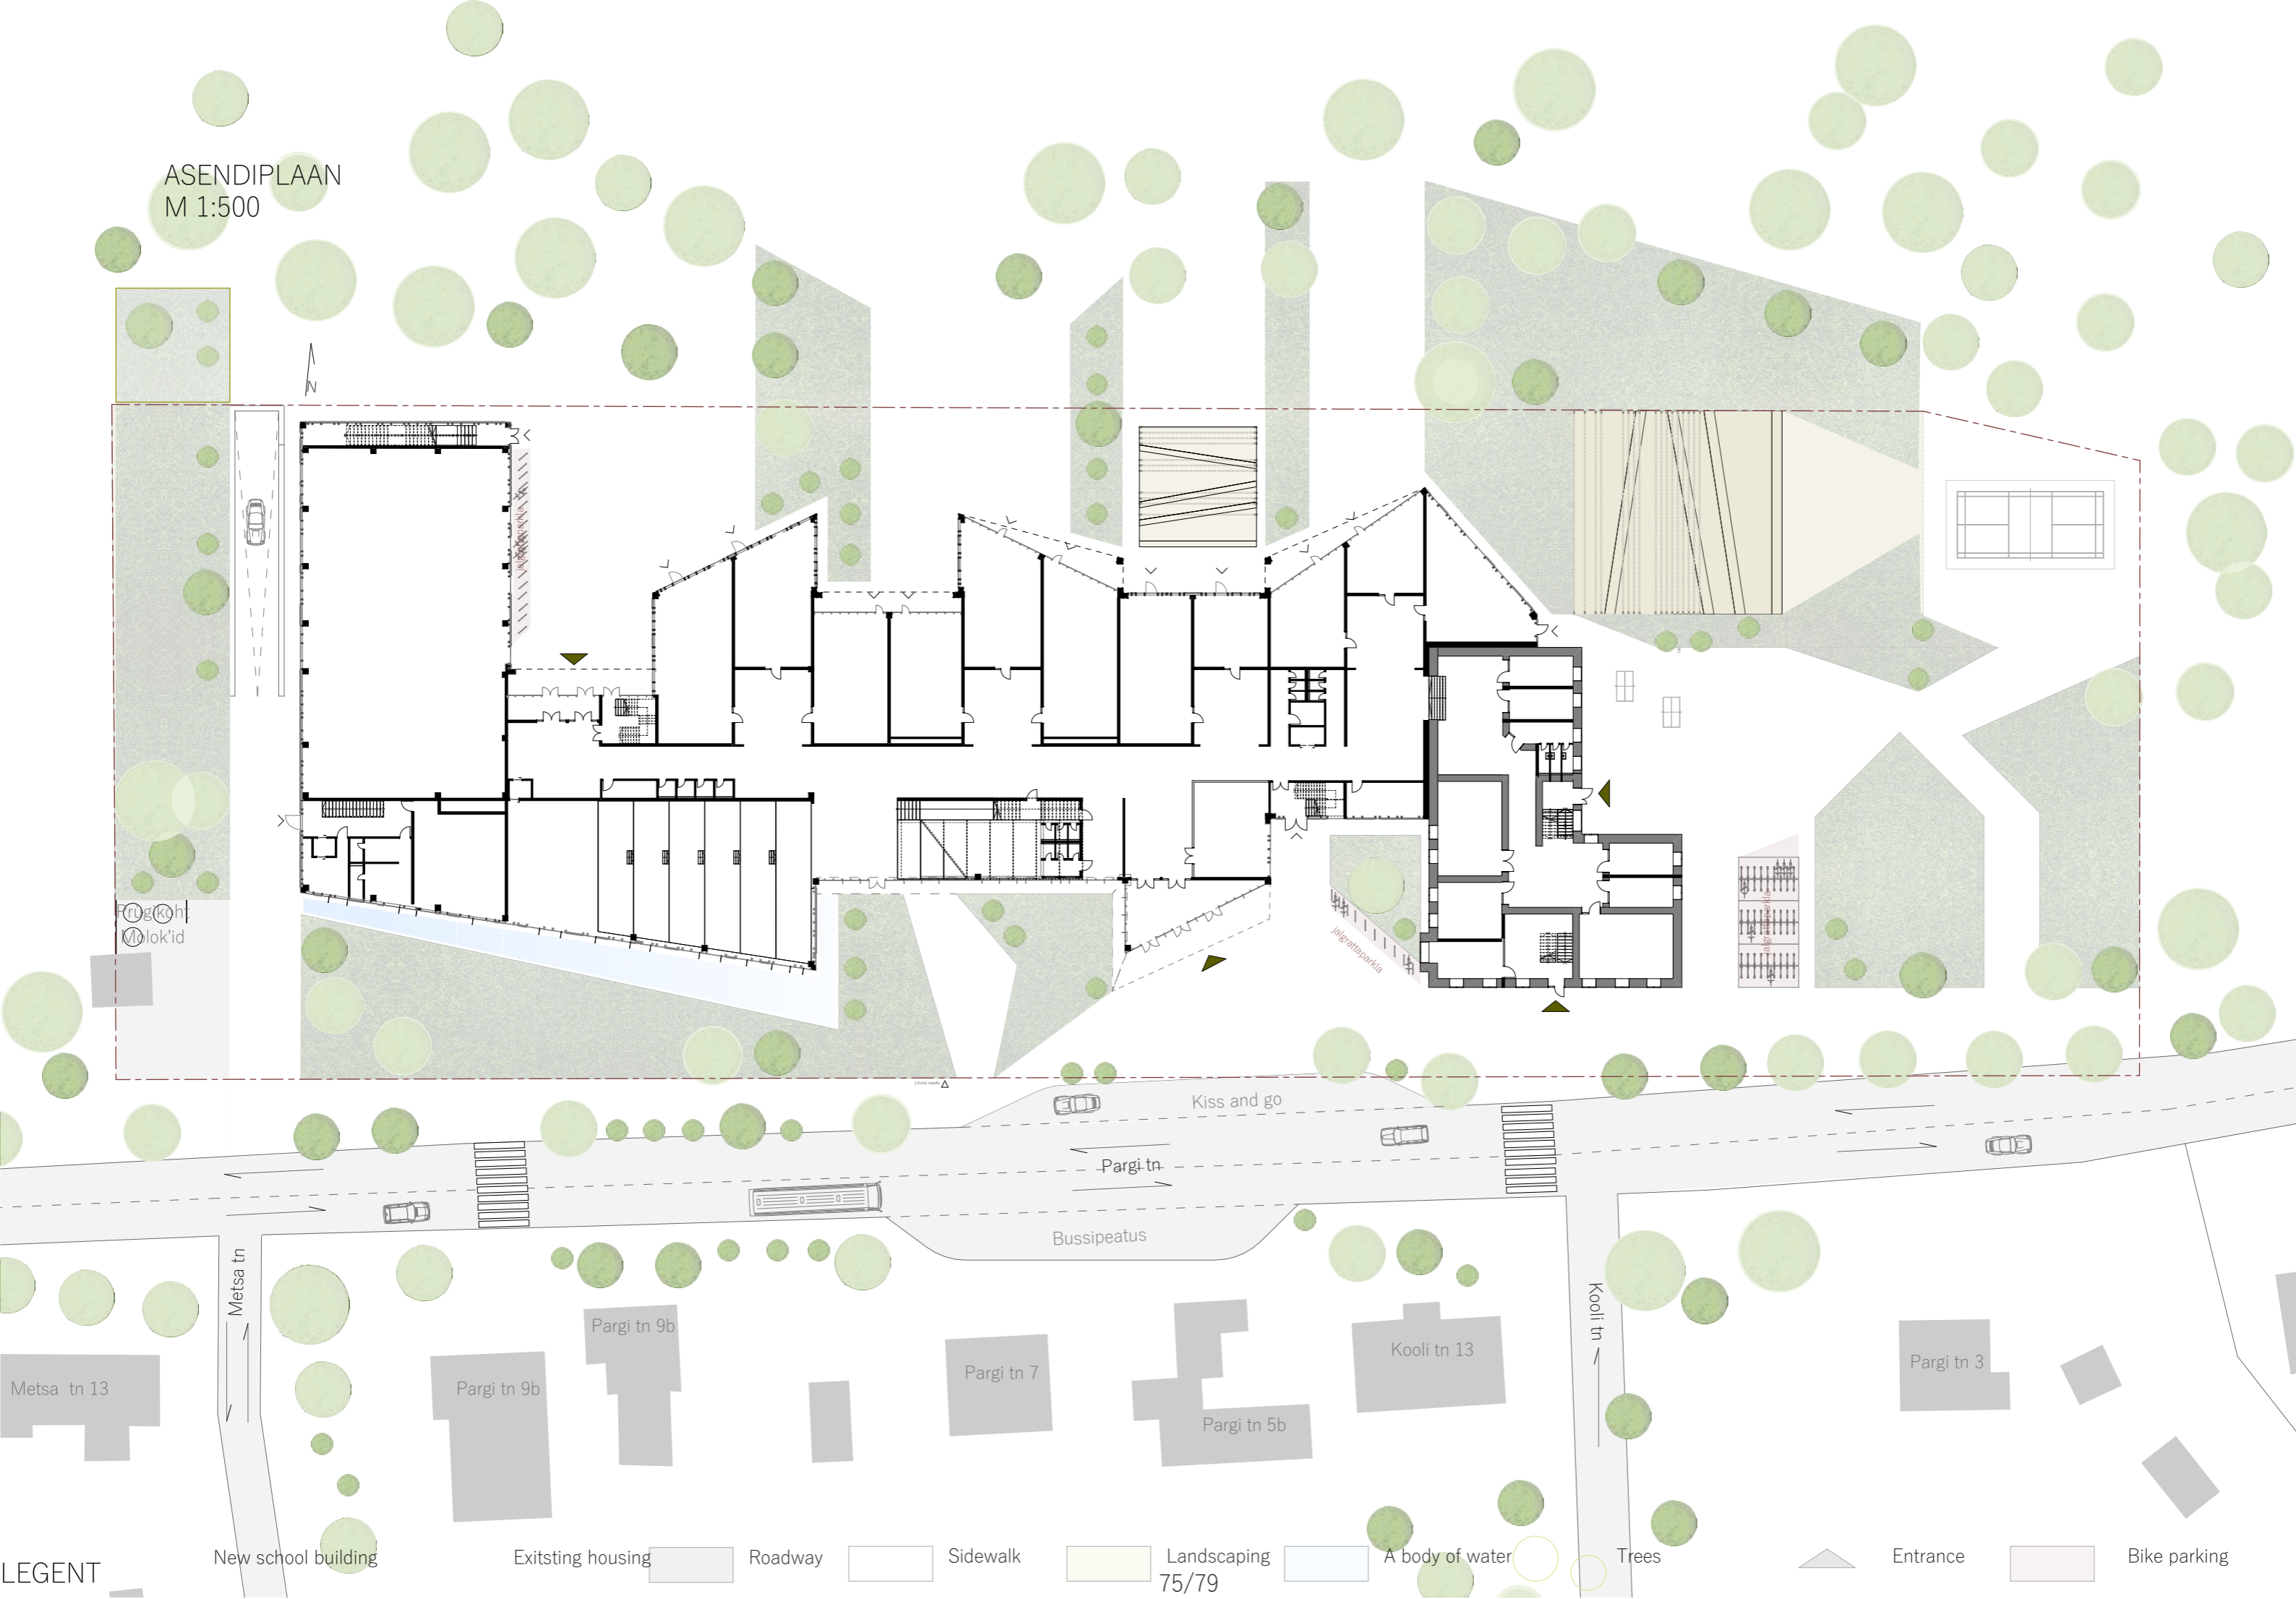 ASENDIPLAAN
M 1:500
N
Prügikoht
Molok'id
jalgrattaparkla
jalgrattaparkla
Kiss and go
Pargi tn
Bussipeatus
Metsa tn
Kooli tn
Pargi tn 9b
Kooli tn 13
Pargi tn 3
Pargi tn 7
Metsa tn 13
Pargi tn 9b
Pargi tn 5b
LEGENT
New school building
Exitsting housing
Roadway
Sidewalk
Landscaping
A body of water
Trees
Entrance
Bike parking
75/79